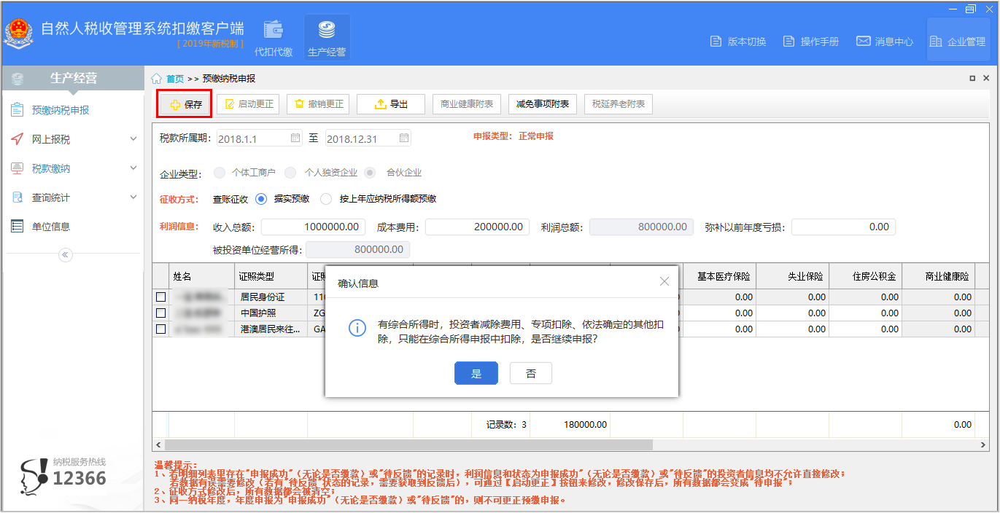 自然人税收管理系统扣缴客户端
[ 2019年新税制 ]
代扣代缴
生产经营
版本切换
操作手册
消息中心
企业管理
生产经营
首页 >> 预缴纳税申报
预缴纳税申报
网上报税
税款缴纳
查询统计
单位信息
纳税服务热线
12366
保存 启动更正 撤销更正 导出 商业健康附表 减免事项附表 税延养老附表
税款所属期: 2018.1.1 至 2018.12.31 申报类型: 正常申报
企业类型: 个体工商户 个人独资企业 合伙企业
征收方式: 查账征收 据实预缴 按上年应纳税所得额预缴
利润信息: 收入总额: 1000000.00 成本费用: 200000.00 利润总额: 800000.00 弥补以前年度亏损: 0.00
被投资单位经营所得: 800000.00
姓名 证照类型 证照 基本医疗保险 失业保险 住房公积金 商业健康险
居民身份证 11 0.00 0.00 0.00 0.00
中国护照 ZG 0.00 0.00 0.00 0.00
港澳居民来往... GA 0.00 0.00 0.00 0.00
确认信息
有综合所得时，投资者减除费用、专项扣除、依法确定的其他扣
除，只能在综合所得申报中扣除，是否继续申报？
是 否
记录数: 3 180000.00 0.00
温馨提示:
1、若明细列表里存在"申报成功"（无论是否缴款）或"待反馈"的记录时，利润信息和状态为申报成功"（无论是否缴款）或"待反馈"的投资者信息均不允许直接修改；
若数据有误需要修改（若有"待反馈"状态的记录，需要获取到反馈后），可通过【启动更正】按钮来修改，修改保存后，所有数据都会变成"待申报"；
2、征收方式修改后，所有数据都会被清空；
3、同一纳税年度，年度申报为"申报成功"（无论是否缴款）或"待反馈"的，则不可更正预缴申报。